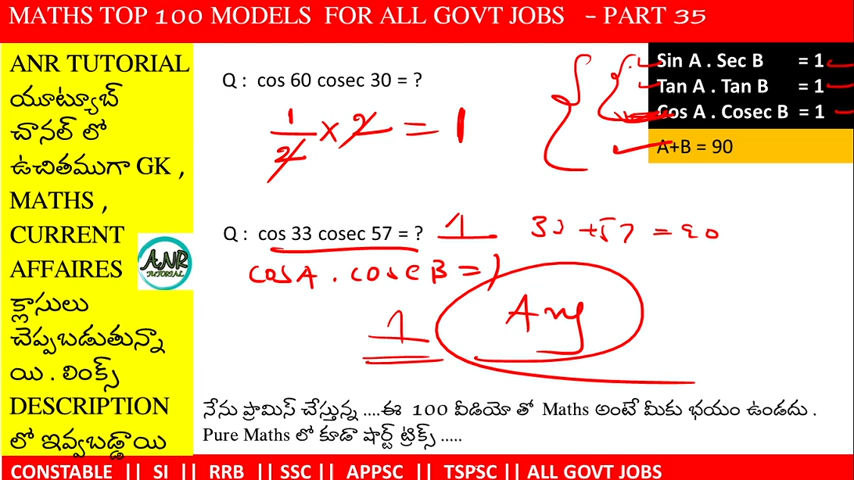 MATHS TOP 100 MODELS FOR ALL GOVT JOBS - PART 35
ANR TUTORIAL
యూట్యూబ్
చానల్ లో
ఉచితముగా GK ,
MATHS ,
CURRENT
AFFAIRES
క్లాసులు
చెప్పబడుతున్నా
యి . లింక్స్
DESCRIPTION
లో ఇవ్వబడ్డాయి
ANR
TUTORIAL
Q : cos 60 cosec 30 = ?
1/2 × 2 = 1
Sin A . Sec B = 1
Tan A . Tan B = 1
Cos A . Cosec B = 1
A+B = 90
Q : cos 33 cosec 57 = ? 1 33 +57 = 90
cosA . cosecB = 1
1 Ans
నేను ప్రామిస్ చేస్తున్న ....ఈ 100 వీడియో తో Maths అంటే మీకు భయం ఉండదు .
Pure Maths లో కూడా షార్ట్ ట్రిక్స్ .....
CONSTABLE || SI || RRB || SSC || APPSC || TSPSC || ALL GOVT JOBS